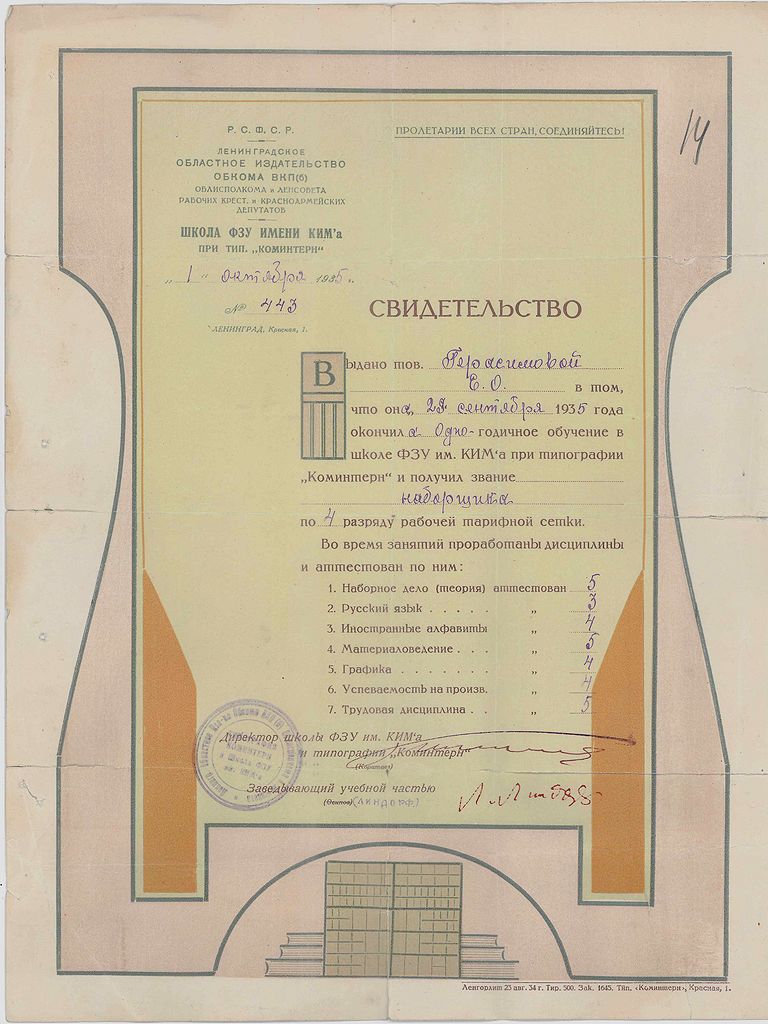 14
Р. С. Ф. С. Р.
ЛЕНИНГРАДСКОЕ
ОБЛАСТНОЕ ИЗДАТЕЛЬСТВО
ОБКОМА ВКП(б)
ОБЛИСПОЛКОМА и ЛЕНСОВЕТА
РАБОЧИХ КРЕСТ. и КРАСНОАРМЕЙСКИХ
ДЕПУТАТОВ
ШКОЛА ФЗУ ИМЕНИ КИМ'а
ПРИ ТИП. „КОМИНТЕРН“
„1“ октября 1935 г.
№ 443
ЛЕНИНГРАД, Красная, 1.
ПРОЛЕТАРИИ ВСЕХ СТРАН, СОЕДИНЯЙТЕСЬ!
СВИДЕТЕЛЬСТВО
Выдано тов. Герасимовой
Е. О. в том,
что она, сентября 1935 года
окончила Одно-годичное обучение в
школе ФЗУ им. КИМ'а при типографии
„Коминтерн“ и получил звание
наборщика
по 4 разряду рабочей тарифной сетки.
Во время занятий проработаны дисциплины
и аттестован по ним:
1. Наборное дело (теория) аттестован 5
2. Русский язык . . . . . „ 3
3. Иностранные алфавиты „ 4
4. Материаловедение . . . „ 5
5. Графика . . . . . . . „ 4
6. Успеваемость на произв. „ 4
7. Трудовая дисциплина . . „ 5
Директор школы ФЗУ им. КИМ'а
и типографии „Коминтерн“
Заведывающий учебной частью
(ЛИНДОРФ)
Ленгорлит 23 авг. 34 г. Тир. 500. Зак. 1645. Тип. «Коминтерн», Красная, 1.